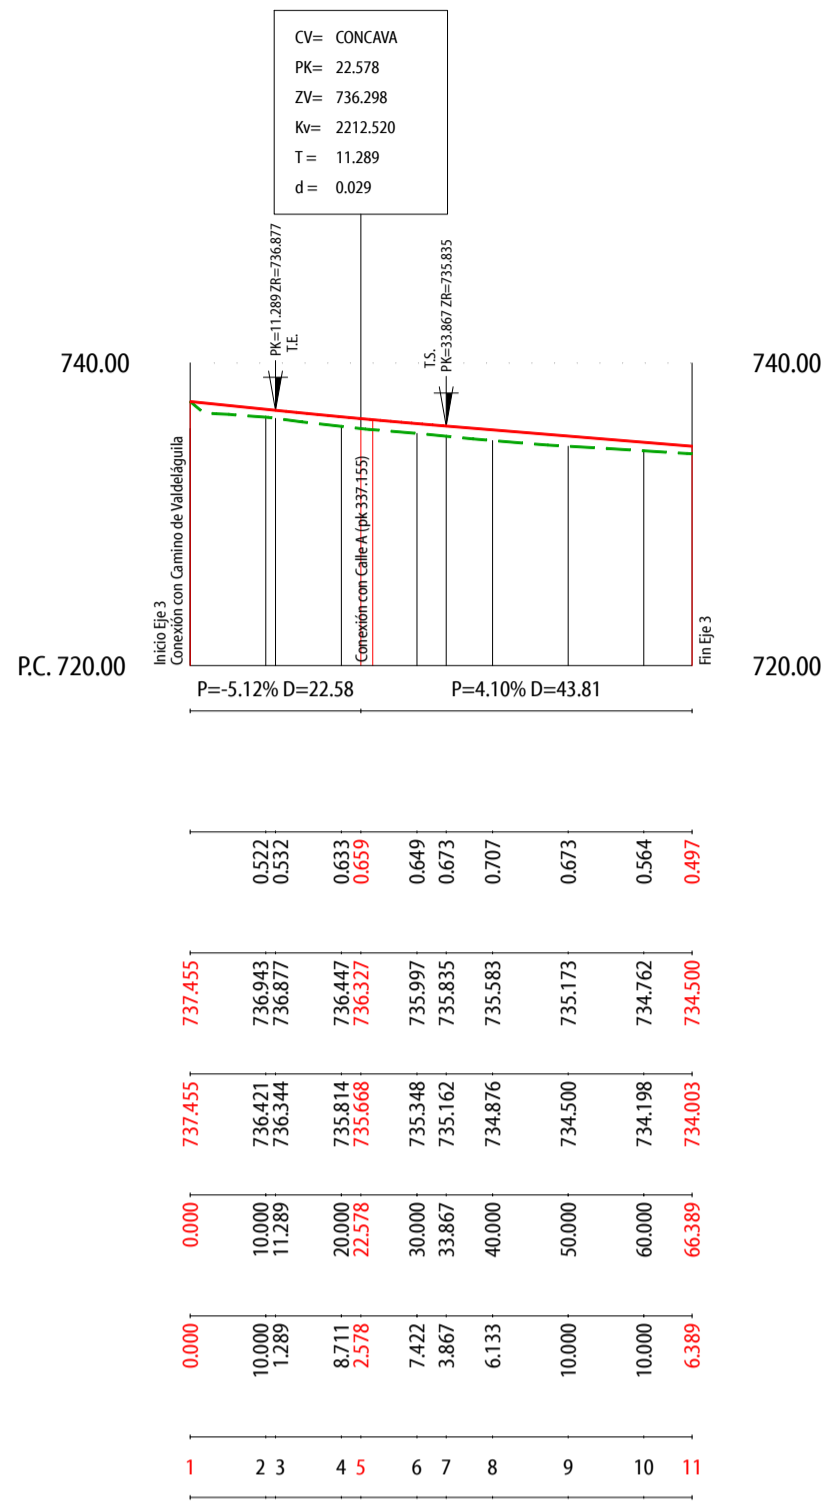 CV= CONCAVA
PK= 22.578
ZV= 736.298
Kv= 2212.520
T = 11.289
d = 0.029
PK=11.289 ZR=736.877
T.E.
T.S.
PK=33.867 ZR=735.835
740.00 740.00
Inicio Eje 3
Conexión con Camino de Valdeláguila
Conexión con Calle A (pk 337.155)
Fin Eje 3
P.C. 720.00 720.00
P=-5.12% D=22.58 P=4.10% D=43.81
0.522 0.532 0.633 0.659 0.649 0.673 0.707 0.673 0.564 0.497
737.455 736.943 736.877 736.447 736.327 735.997 735.835 735.583 735.173 734.762 734.500
737.455 736.421 736.344 735.814 735.668 735.348 735.162 734.876 734.500 734.198 734.003
0.000 10.000 11.289 20.000 22.578 30.000 33.867 40.000 50.000 60.000 66.389
0.000 10.000 1.289 8.711 2.578 7.422 3.867 6.133 10.000 10.000 6.389
1 2 3 4 5 6 7 8 9 10 11